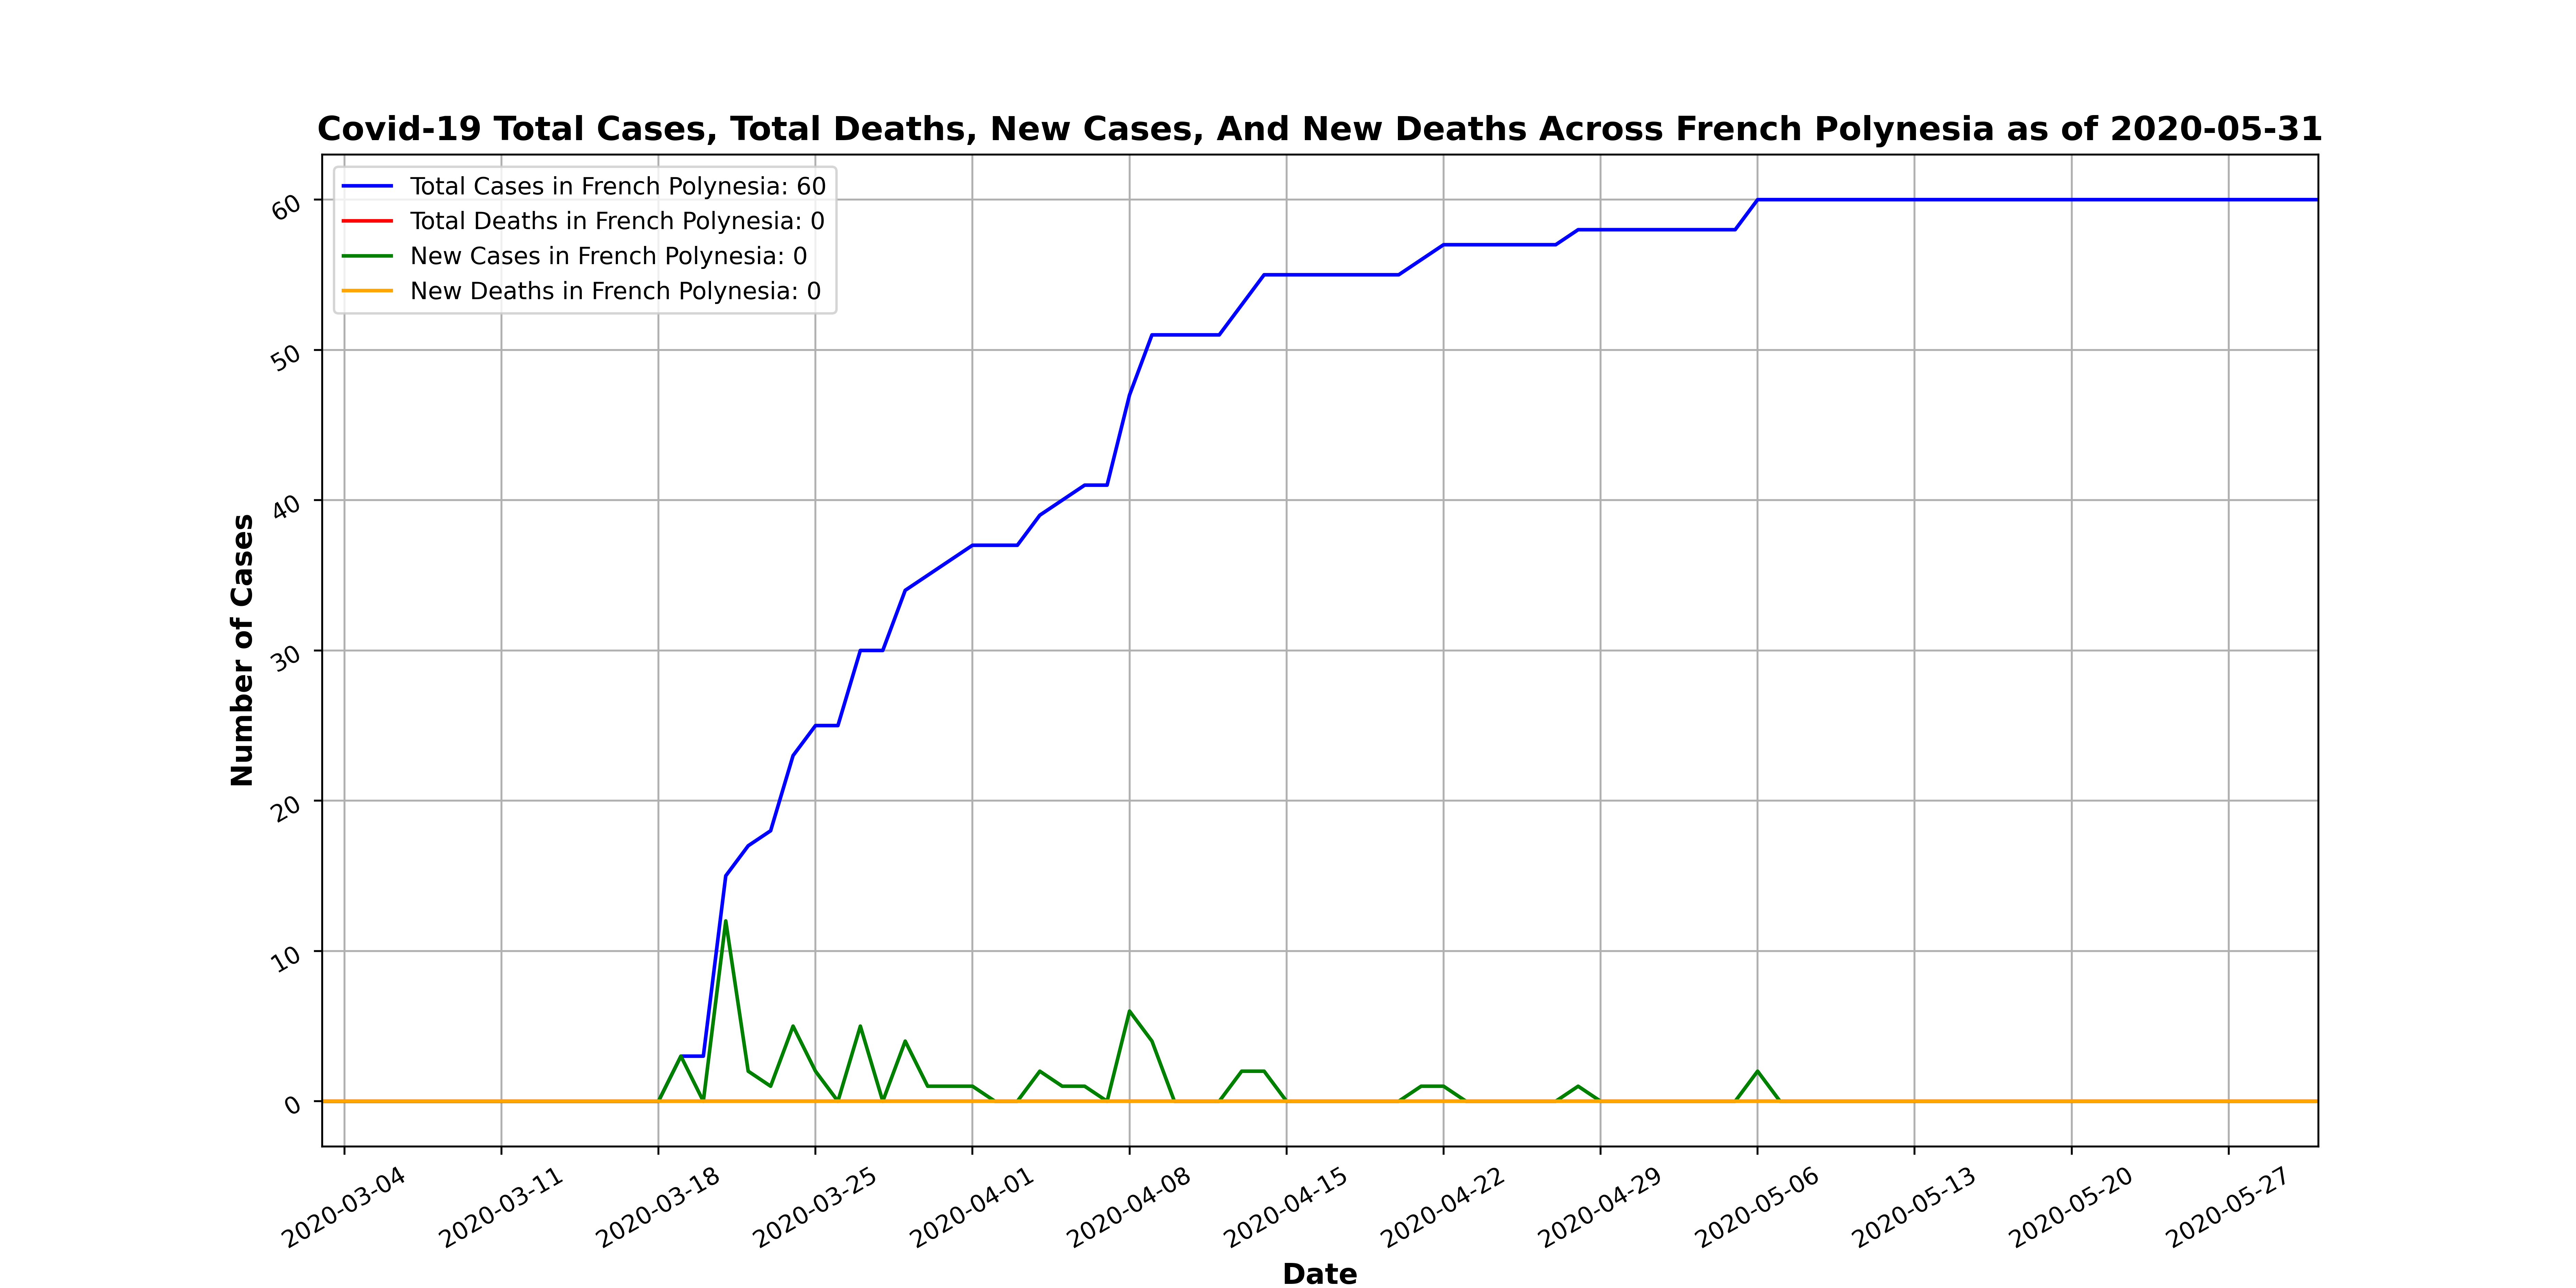 Covid-19 Total Cases, Total Deaths, New Cases, And New Deaths Across French Polynesia as of 2020-05-31
Total Cases in French Polynesia: 60
Total Deaths in French Polynesia: 0
New Cases in French Polynesia: 0
New Deaths in French Polynesia: 0
Number of Cases
60
50
40
30
20
10
0
2020-03-04
2020-03-11
2020-03-18
2020-03-25
2020-04-01
2020-04-08
2020-04-15
2020-04-22
2020-04-29
2020-05-06
2020-05-13
2020-05-20
2020-05-27
Date